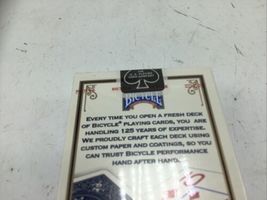 BICYCLE
EVERY TIME YOU OPEN A FRESH DECK
OF BICYCLE® PLAYING CARDS, YOU ARE
HANDLING 125 YEARS OF EXPERTISE.
WE PROUDLY CRAFT EACH DECK USING
CUSTOM PAPER AND COATINGS, SO YOU
CAN TRUST BICYCLE PERFORMANCE
HAND AFTER HAND.